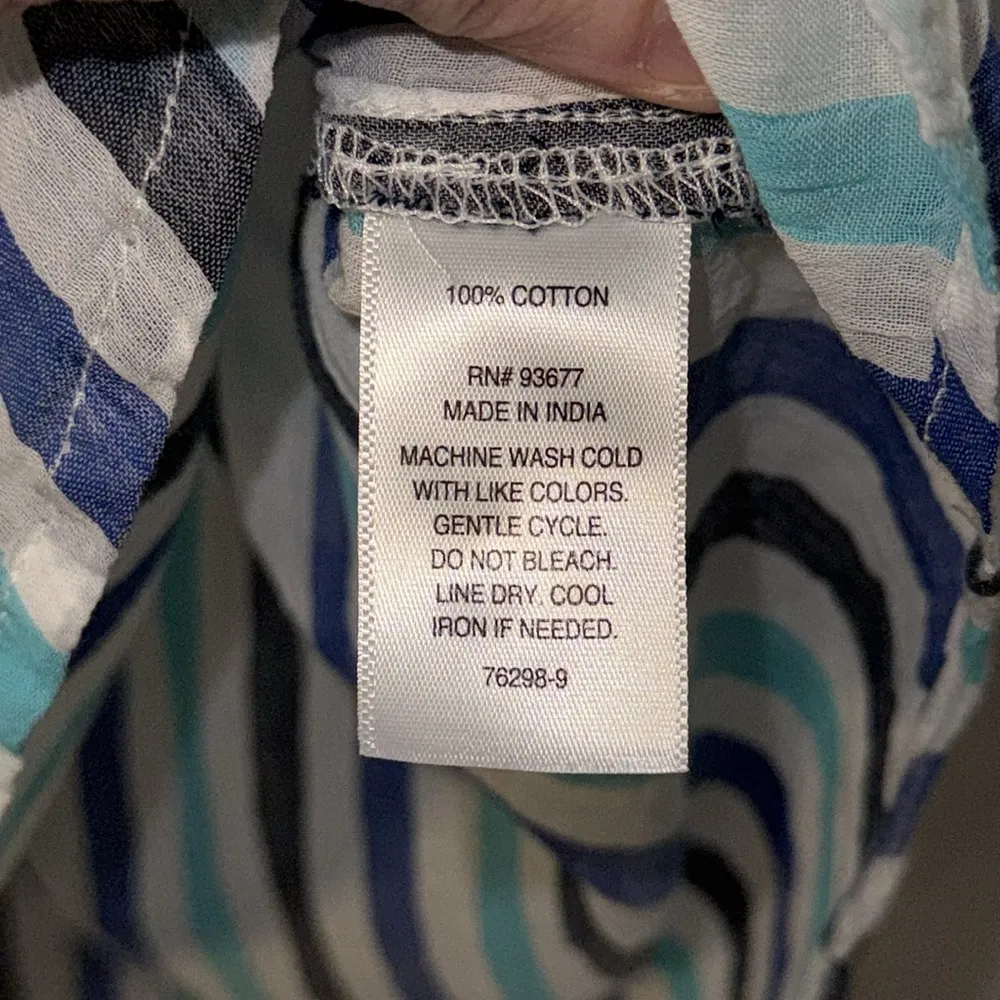 100% COTTON
RN# 93677
MADE IN INDIA
MACHINE WASH COLD
WITH LIKE COLORS.
GENTLE CYCLE.
DO NOT BLEACH.
LINE DRY. COOL
IRON IF NEEDED.
76298-9